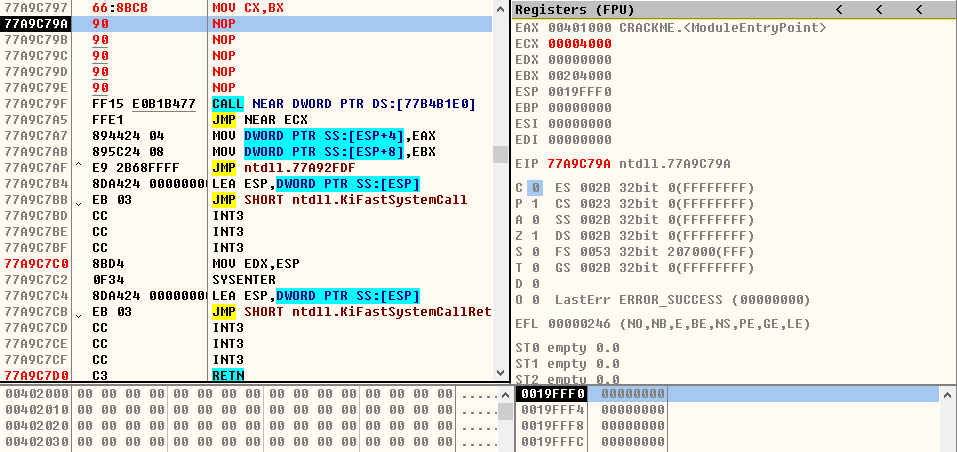 77A9C797 66:8BCB MOV CX,BX
77A9C79A 90 NOP
77A9C79B 90 NOP
77A9C79C 90 NOP
77A9C79D 90 NOP
77A9C79E 90 NOP
77A9C79F FF15 E0B1B477 CALL NEAR DWORD PTR DS:[77B4B1E0]
77A9C7A5 FFE1 JMP NEAR ECX
77A9C7A7 894424 04 MOV DWORD PTR SS:[ESP+4],EAX
77A9C7AB 895C24 08 MOV DWORD PTR SS:[ESP+8],EBX
77A9C7AF ^ E9 2B68FFFF JMP ntdll.77A92FDF
77A9C7B4 8DA424 00000000 LEA ESP,DWORD PTR SS:[ESP]
77A9C7BB EB 03 JMP SHORT ntdll.KiFastSystemCall
77A9C7BD CC INT3
77A9C7BE CC INT3
77A9C7BF CC INT3
77A9C7C0 8BD4 MOV EDX,ESP
77A9C7C2 0F34 SYSENTER
77A9C7C4 8DA424 00000000 LEA ESP,DWORD PTR SS:[ESP]
77A9C7CB EB 03 JMP SHORT ntdll.KiFastSystemCallRet
77A9C7CD CC INT3
77A9C7CE CC INT3
77A9C7CF CC INT3
77A9C7D0 C3 RETN
Registers (FPU) < < <
EAX 00401000 CRACKME.<ModuleEntryPoint>
ECX 00004000
EDX 00000000
EBX 00204000
ESP 0019FFF0
EBP 00000000
ESI 00000000
EDI 00000000
EIP 77A9C79A ntdll.77A9C79A
C 0 ES 002B 32bit 0(FFFFFFFF)
P 1 CS 0023 32bit 0(FFFFFFFF)
A 0 SS 002B 32bit 0(FFFFFFFF)
Z 1 DS 002B 32bit 0(FFFFFFFF)
S 0 FS 0053 32bit 207000(FFF)
T 0 GS 002B 32bit 0(FFFFFFFF)
D 0
O 0 LastErr ERROR_SUCCESS (00000000)
EFL 00000246 (NO,NB,E,BE,NS,PE,GE,LE)
ST0 empty 0.0
ST1 empty 0.0
ST2 empty 0.0
00402000 00 00 00 00 00 00 00 00 00 00 00 00 00 00 00 00 .....
00402010 00 00 00 00 00 00 00 00 00 00 00 00 00 00 00 00 .....
00402020 00 00 00 00 00 00 00 00 00 00 00 00 00 00 00 00 .....
00402030 00 00 00 00 00 00 00 00 00 00 00 00 00 00 00 00 .....
0019FFF0 00000000
0019FFF4 00000000
0019FFF8 00000000
0019FFFC 00000000